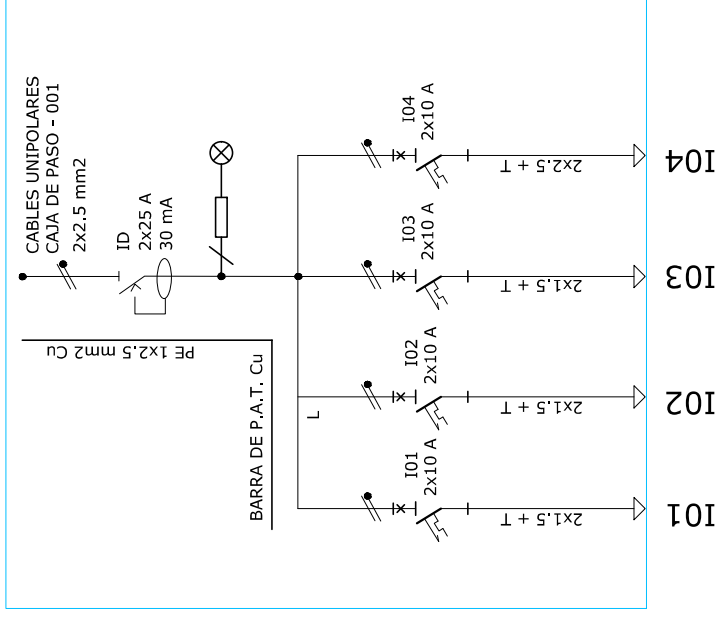 CABLES UNIPOLARES
CAJA DE PASO - 001
2x2.5 mm2
ID
2x25 A
30 mA
PE 1x2.5 mm2 Cu
BARRA DE P.A.T. Cu
L
I04
2x10 A
2x2.5 + T
I04
I03
2x10 A
2x1.5 + T
I03
I02
2x10 A
2x1.5 + T
I02
I01
2x10 A
2x1.5 + T
I01